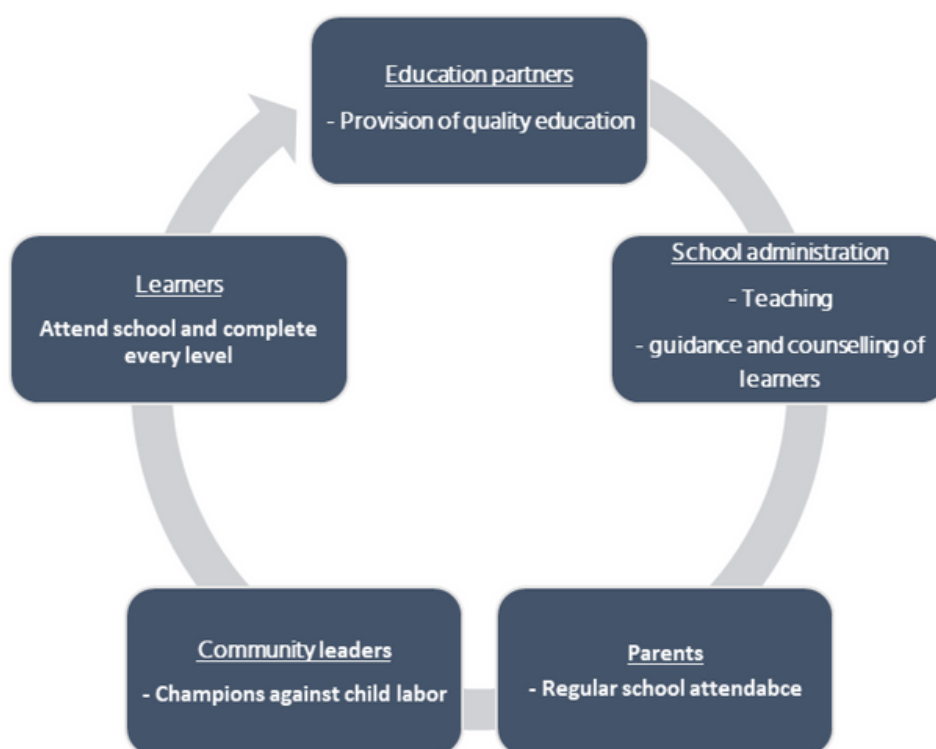 Education partners
- Provision of quality education
School administration
- Teaching
- guidance and counselling of
learners
Parents
- Regular school attendabce
Community leaders
- Champions against child labor
Learners
Attend school and complete
every level